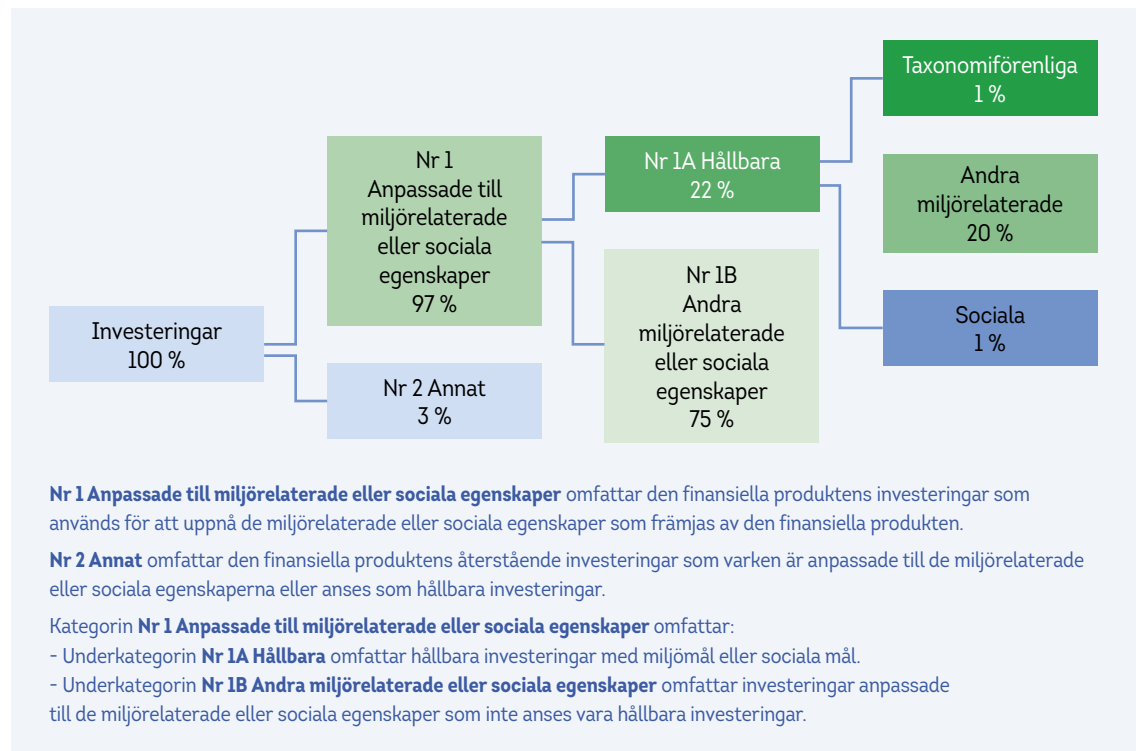 Taxonomiförenliga
1 %
Nr 1
Anpassade till
miljörelaterade
eller sociala
egenskaper
97 %
Nr 1A Hållbara
22 %
Andra
miljörelaterade
20 %
Nr 1B
Andra
miljörelaterade
eller sociala
egenskaper
75 %
Sociala
1 %
Investeringar
100 %
Nr 2 Annat
3 %
Nr 1 Anpassade till miljörelaterade eller sociala egenskaper omfattar den finansiella produktens investeringar som
används för att uppnå de miljörelaterade eller sociala egenskaper som främjas av den finansiella produkten.
Nr 2 Annat omfattar den finansiella produktens återstående investeringar som varken är anpassade till de miljörelaterade
eller sociala egenskaperna eller anses som hållbara investeringar.
Kategorin Nr 1 Anpassade till miljörelaterade eller sociala egenskaper omfattar:
- Underkategorin Nr 1A Hållbara omfattar hållbara investeringar med miljömål eller sociala mål.
- Underkategorin Nr 1B Andra miljörelaterade eller sociala egenskaper omfattar investeringar anpassade
till de miljörelaterade eller sociala egenskaper som inte anses vara hållbara investeringar.